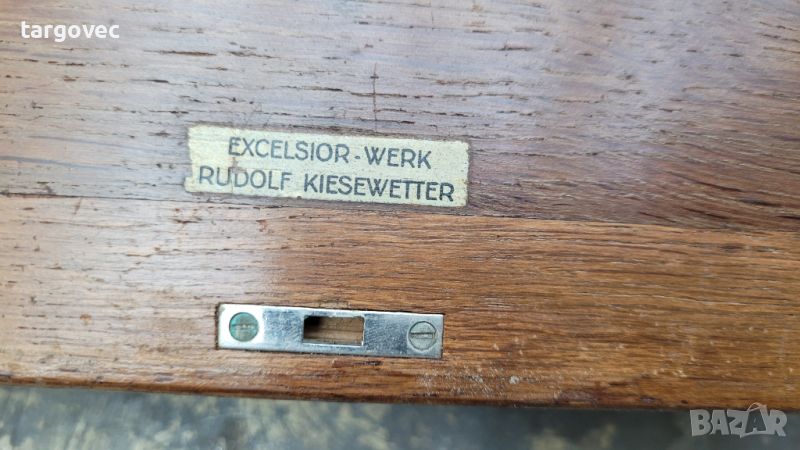 targovec
EXCELSIOR-WERK
RUDOLF KIESEWETTER
BAZAR